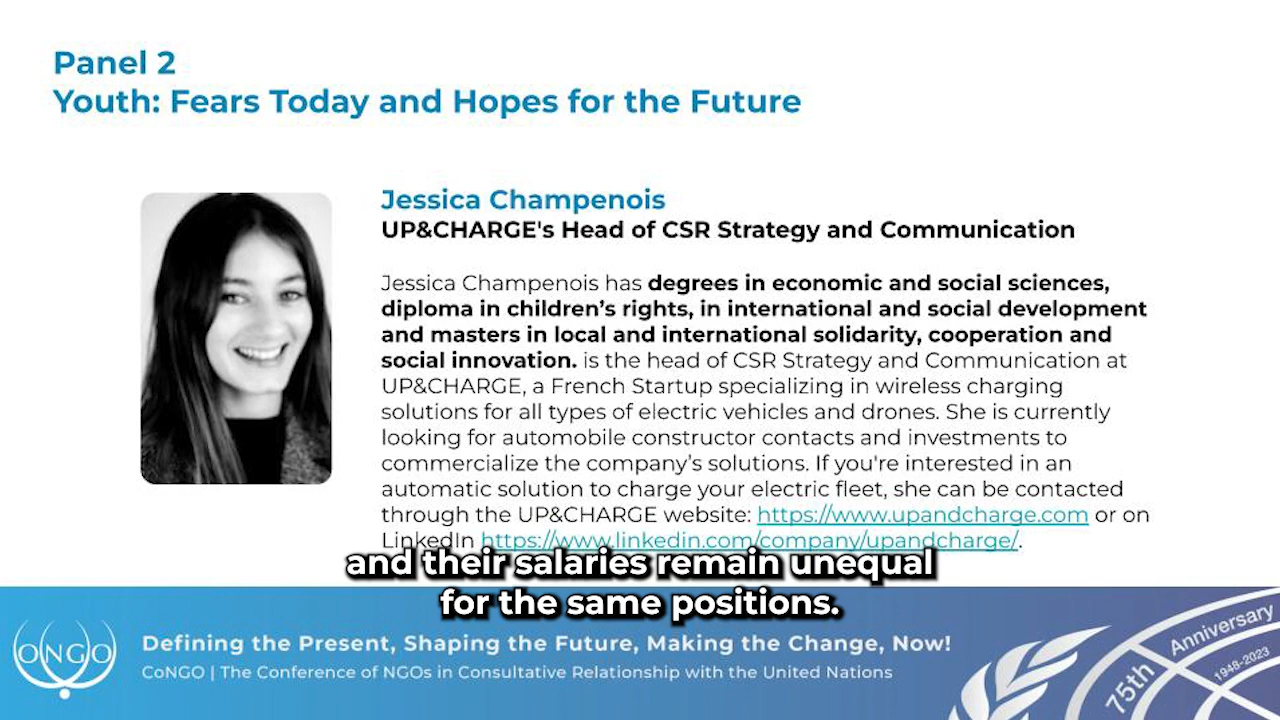 Panel 2
Youth: Fears Today and Hopes for the Future
Jessica Champenois
UP&CHARGE's Head of CSR Strategy and Communication
Jessica Champenois has degrees in economic and social sciences,
diploma in children’s rights, in international and social development
and masters in local and international solidarity, cooperation and
social innovation. is the head of CSR Strategy and Communication at
UP&CHARGE, a French Startup specializing in wireless charging
solutions for all types of electric vehicles and drones. She is currently
looking for automobile constructor contacts and investments to
commercialize the company’s solutions. If you're interested in an
automatic solution to charge your electric fleet, she can be contacted
through the UP&CHARGE website: https://www.upandcharge.com or on
LinkedIn https://www.linkedin.com/company/upandcharge/.
and their salaries remain unequal
for the same positions.
CONGO
Defining the Present, Shaping the Future, Making the Change, Now!
CoNGO | The Conference of NGOs in Consultative Relationship with the United Nations
75th Anniversary
1948-2023